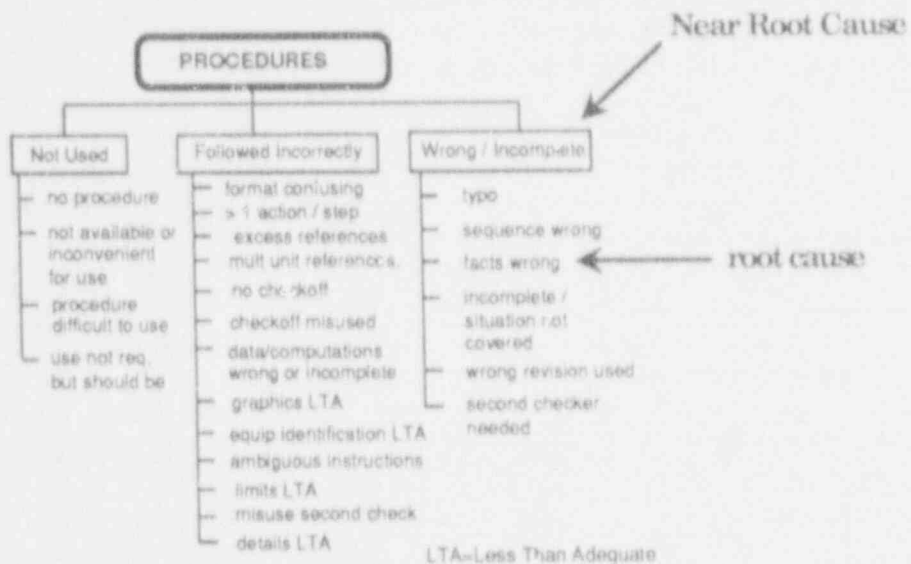 Near Root Cause
PROCEDURES
Not Used
no procedure
not available or
inconvenient
for use
procedure
difficult to use
use not req.
but should be
Followed Incorrectly
format confusing
> 1 action / step
excess references
mult unit references
no checkoff
checkoff misused
data/computations
wrong or incomplete
graphics LTA
equip identification LTA
ambiguous instructions
limits LTA
misuse second check
details LTA
Wrong / Incomplete
typo
sequence wrong
facts wrong
root cause
incomplete /
situation not
covered
wrong revision used
second checker
needed
LTA=Less Than Adequate